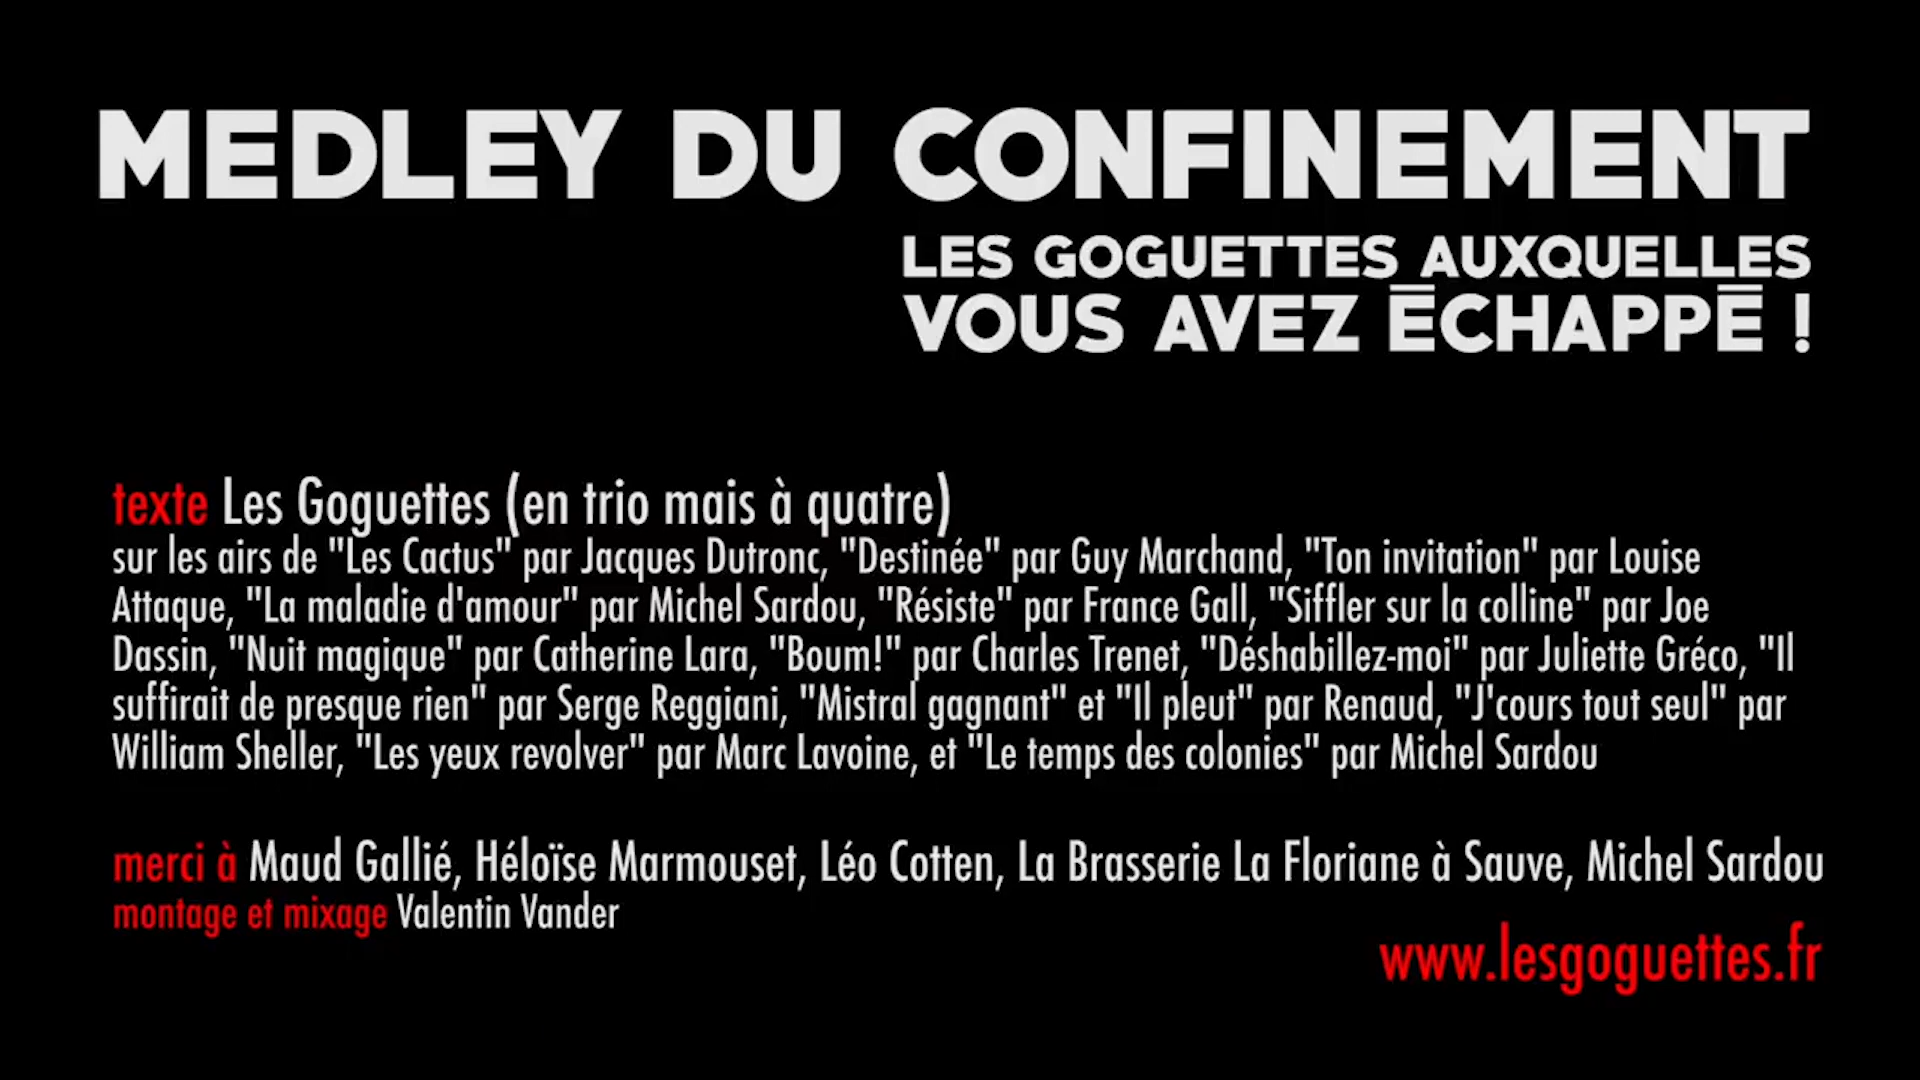 MEDLEY DU CONFINEMENT
LES GOGUETTES AUXQUELLES
VOUS AVEZ ÉCHAPPÉ !
texte Les Goguettes (en trio mais à quatre)
sur les airs de "Les Cactus" par Jacques Dutronc, "Destinée" par Guy Marchand, "Ton invitation" par Louise
Attaque, "La maladie d'amour" par Michel Sardou, "Résiste" par France Gall, "Siffler sur la colline" par Joe
Dassin, "Nuit magique" par Catherine Lara, "Boum!" par Charles Trenet, "Déshabillez-moi" par Juliette Gréco, "Il
suffirait de presque rien" par Serge Reggiani, "Mistral gagnant" et "Il pleut" par Renaud, "J'cours tout seul" par
William Sheller, "Les yeux revolver" par Marc Lavoine, et "Le temps des colonies" par Michel Sardou
merci à Maud Gallié, Héloïse Marmouset, Léo Cotten, La Brasserie La Floriane à Sauve, Michel Sardou
montage et mixage Valentin Vander
www.lesgoguettes.fr